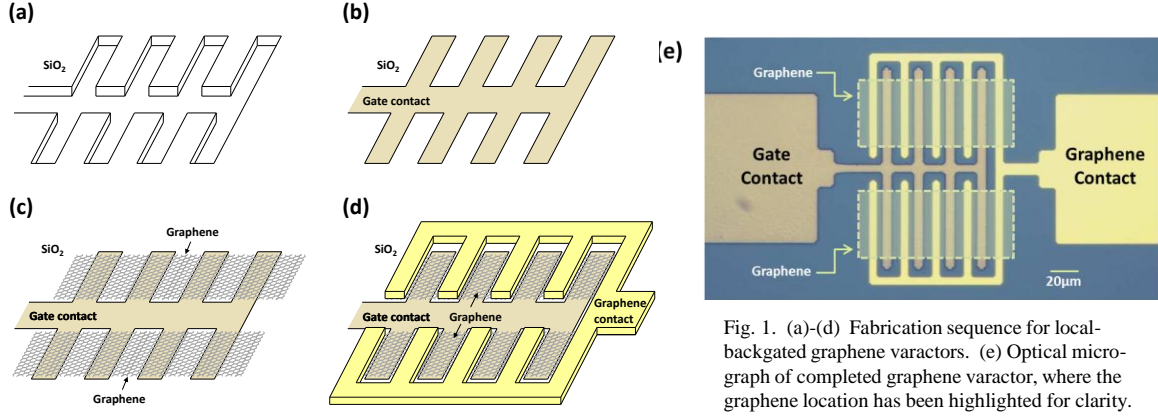 (a)
SiO2
(b)
SiO2
Gate contact
(c)
SiO2
Graphene
Gate contact
Graphene
(d)
SiO2
Gate contact
Graphene
Graphene
contact
(e)
Graphene
Gate
Contact
Graphene
Contact
Graphene
20μm
Fig. 1. (a)-(d) Fabrication sequence for local-
backgated graphene varactors. (e) Optical micro-
graph of completed graphene varactor, where the
graphene location has been highlighted for clarity.